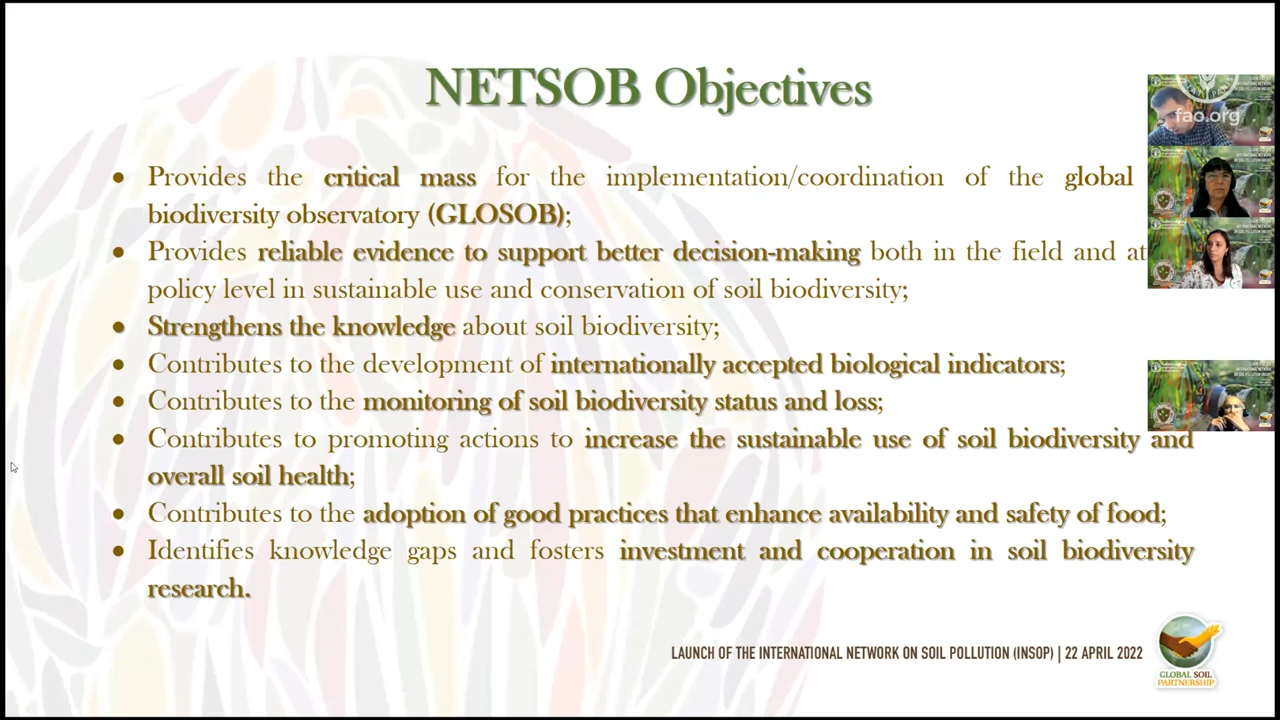 NETSOB Objectives
• Provides the critical mass for the implementation/coordination of the global
biodiversity observatory (GLOSOB);
• Provides reliable evidence to support better decision-making both in the field and at
policy level in sustainable use and conservation of soil biodiversity;
• Strengthens the knowledge about soil biodiversity;
• Contributes to the development of internationally accepted biological indicators;
• Contributes to the monitoring of soil biodiversity status and loss;
• Contributes to promoting actions to increase the sustainable use of soil biodiversity and
overall soil health;
• Contributes to the adoption of good practices that enhance availability and safety of food;
• Identifies knowledge gaps and fosters investment and cooperation in soil biodiversity
research.
fao.org
LAUNCH OF THE INTERNATIONAL NETWORK ON SOIL POLLUTION (INSOP) | 22 APRIL 2022
GLOBAL SOIL
PARTNERSHIP